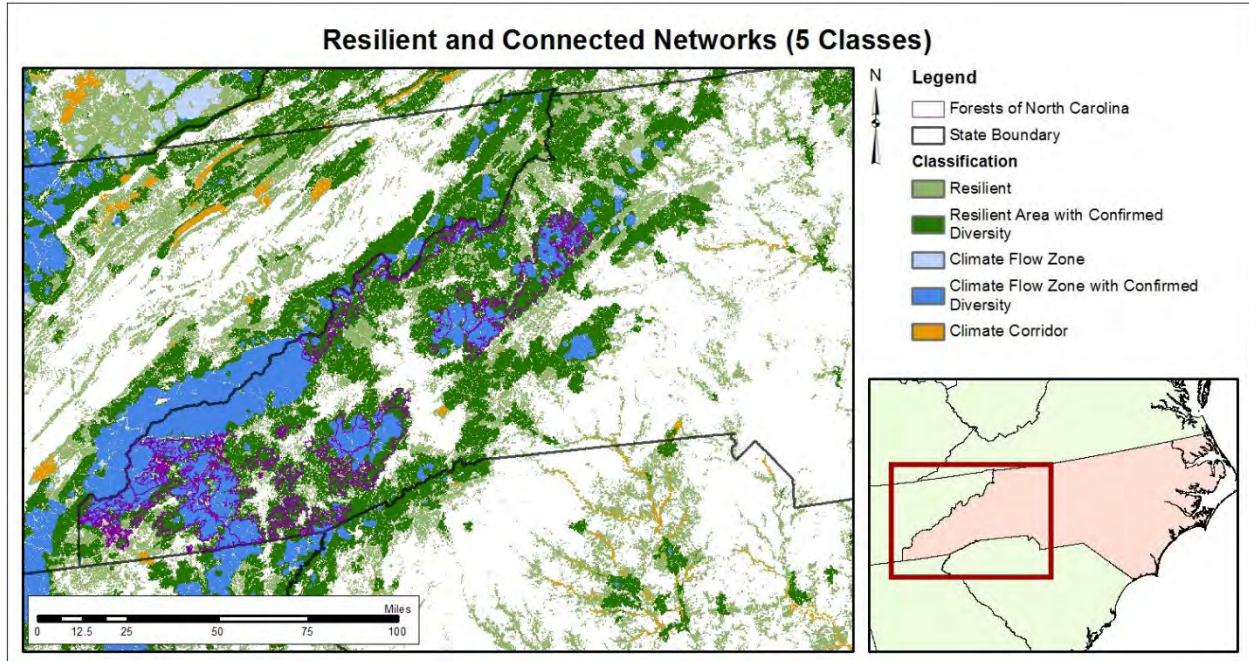 Resilient and Connected Networks (5 Classes)
N
Legend
Forests of North Carolina
State Boundary
Classification
Resilient
Resilient Area with Confirmed
Diversity
Climate Flow Zone
Climate Flow Zone with Confirmed
Diversity
Climate Corridor
Miles
0 12.5 25 50 75 100